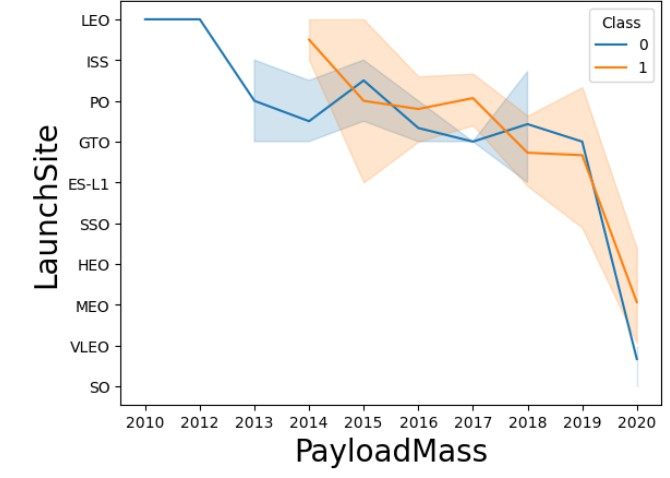 LaunchSite
LEO
ISS
PO
GTO
ES-L1
SSO
HEO
MEO
VLEO
SO
Class
0
1
2010 2012 2013 2014 2015 2016 2017 2018 2019 2020
PayloadMass